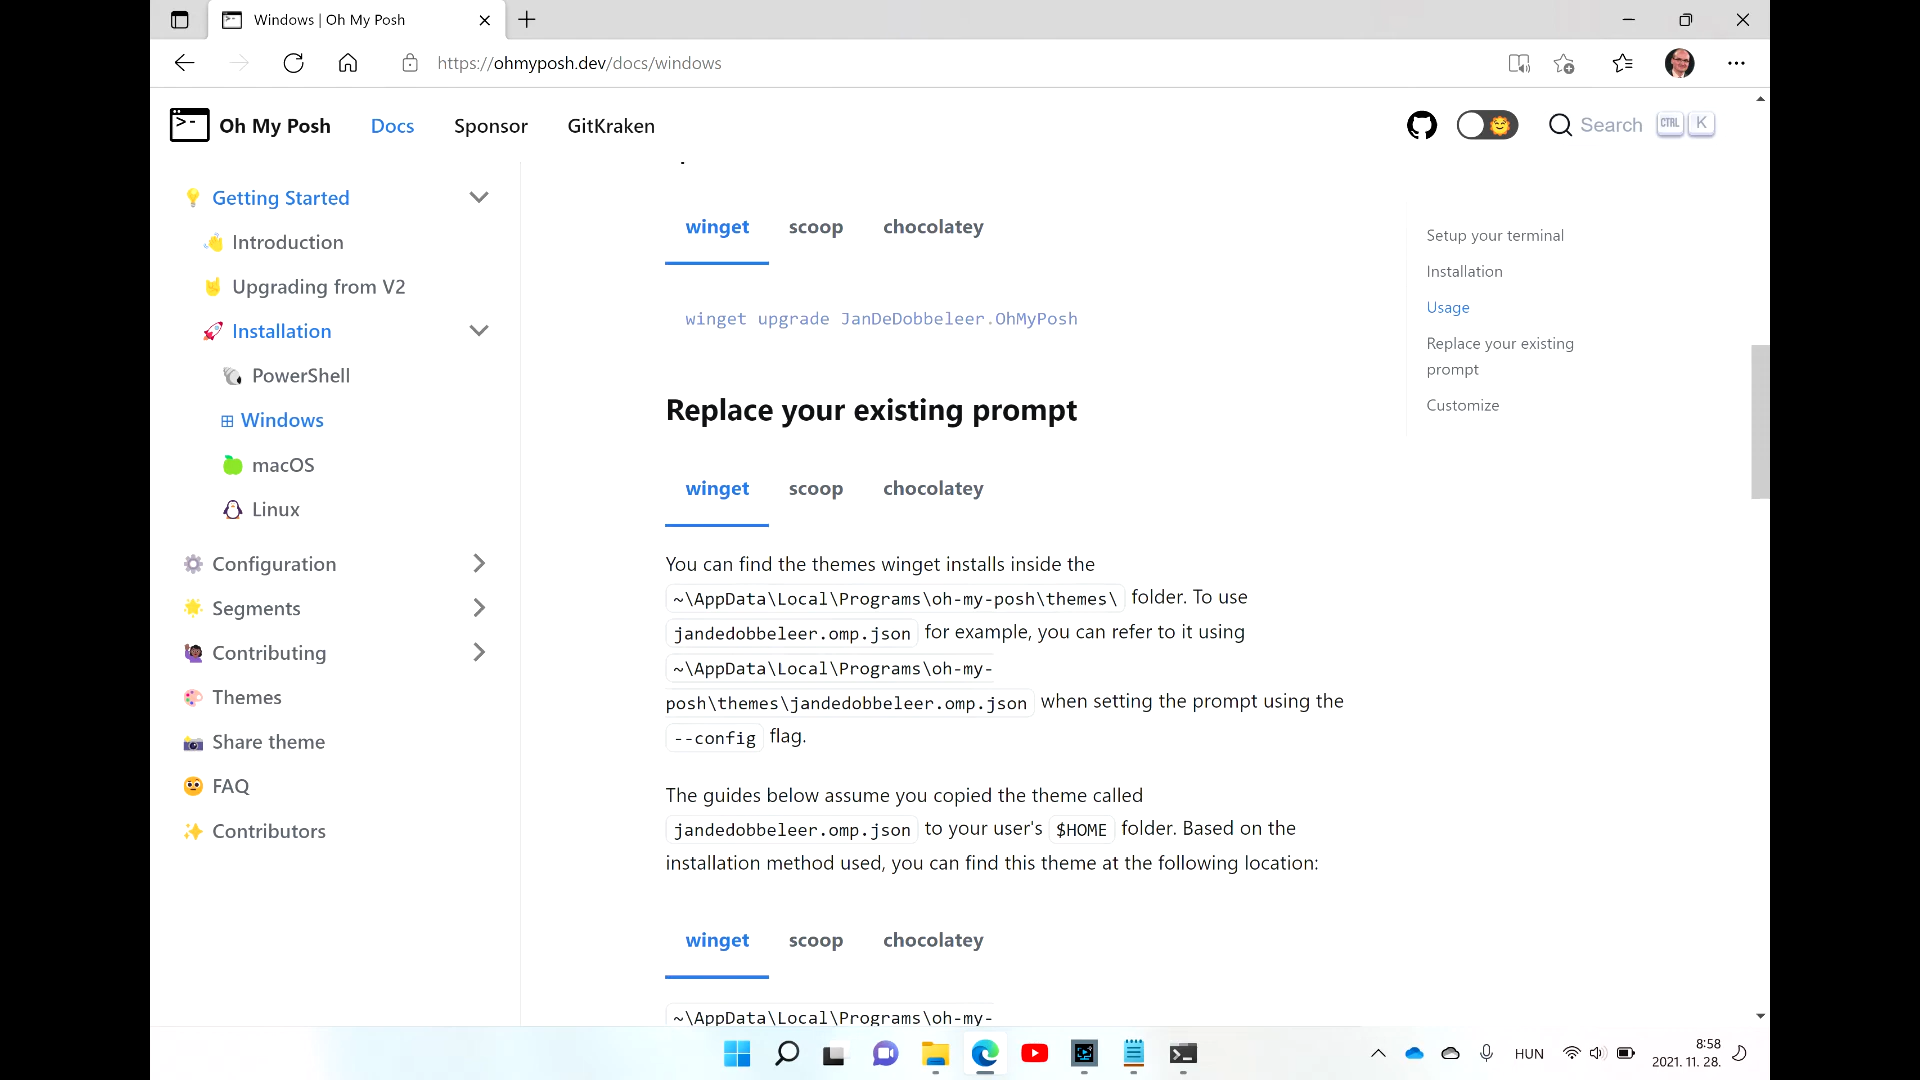 Windows | Oh My Posh
https://ohmyposh.dev/docs/windows
Oh My Posh Docs Sponsor GitKraken
Search CTRL K
Getting Started
Introduction
Upgrading from V2
Installation
PowerShell
Windows
macOS
Linux
Configuration
Segments
Contributing
Themes
Share theme
FAQ
Contributors
winget scoop chocolatey
winget upgrade JanDeDobbeleer.OhMyPosh
Replace your existing prompt
winget scoop chocolatey
You can find the themes winget installs inside the
~\AppData\Local\Programs\oh-my-posh\themes\ folder. To use
jandedobbeleer.omp.json for example, you can refer to it using
~\AppData\Local\Programs\oh-my-
posh\themes\jandedobbeleer.omp.json when setting the prompt using the
--config flag.
The guides below assume you copied the theme called
jandedobbeleer.omp.json to your user's $HOME folder. Based on the
installation method used, you can find this theme at the following location:
winget scoop chocolatey
~\AppData\Local\Programs\oh-my-
Setup your terminal
Installation
Usage
Replace your existing
prompt
Customize
HUN
8:58
2021. 11. 28.